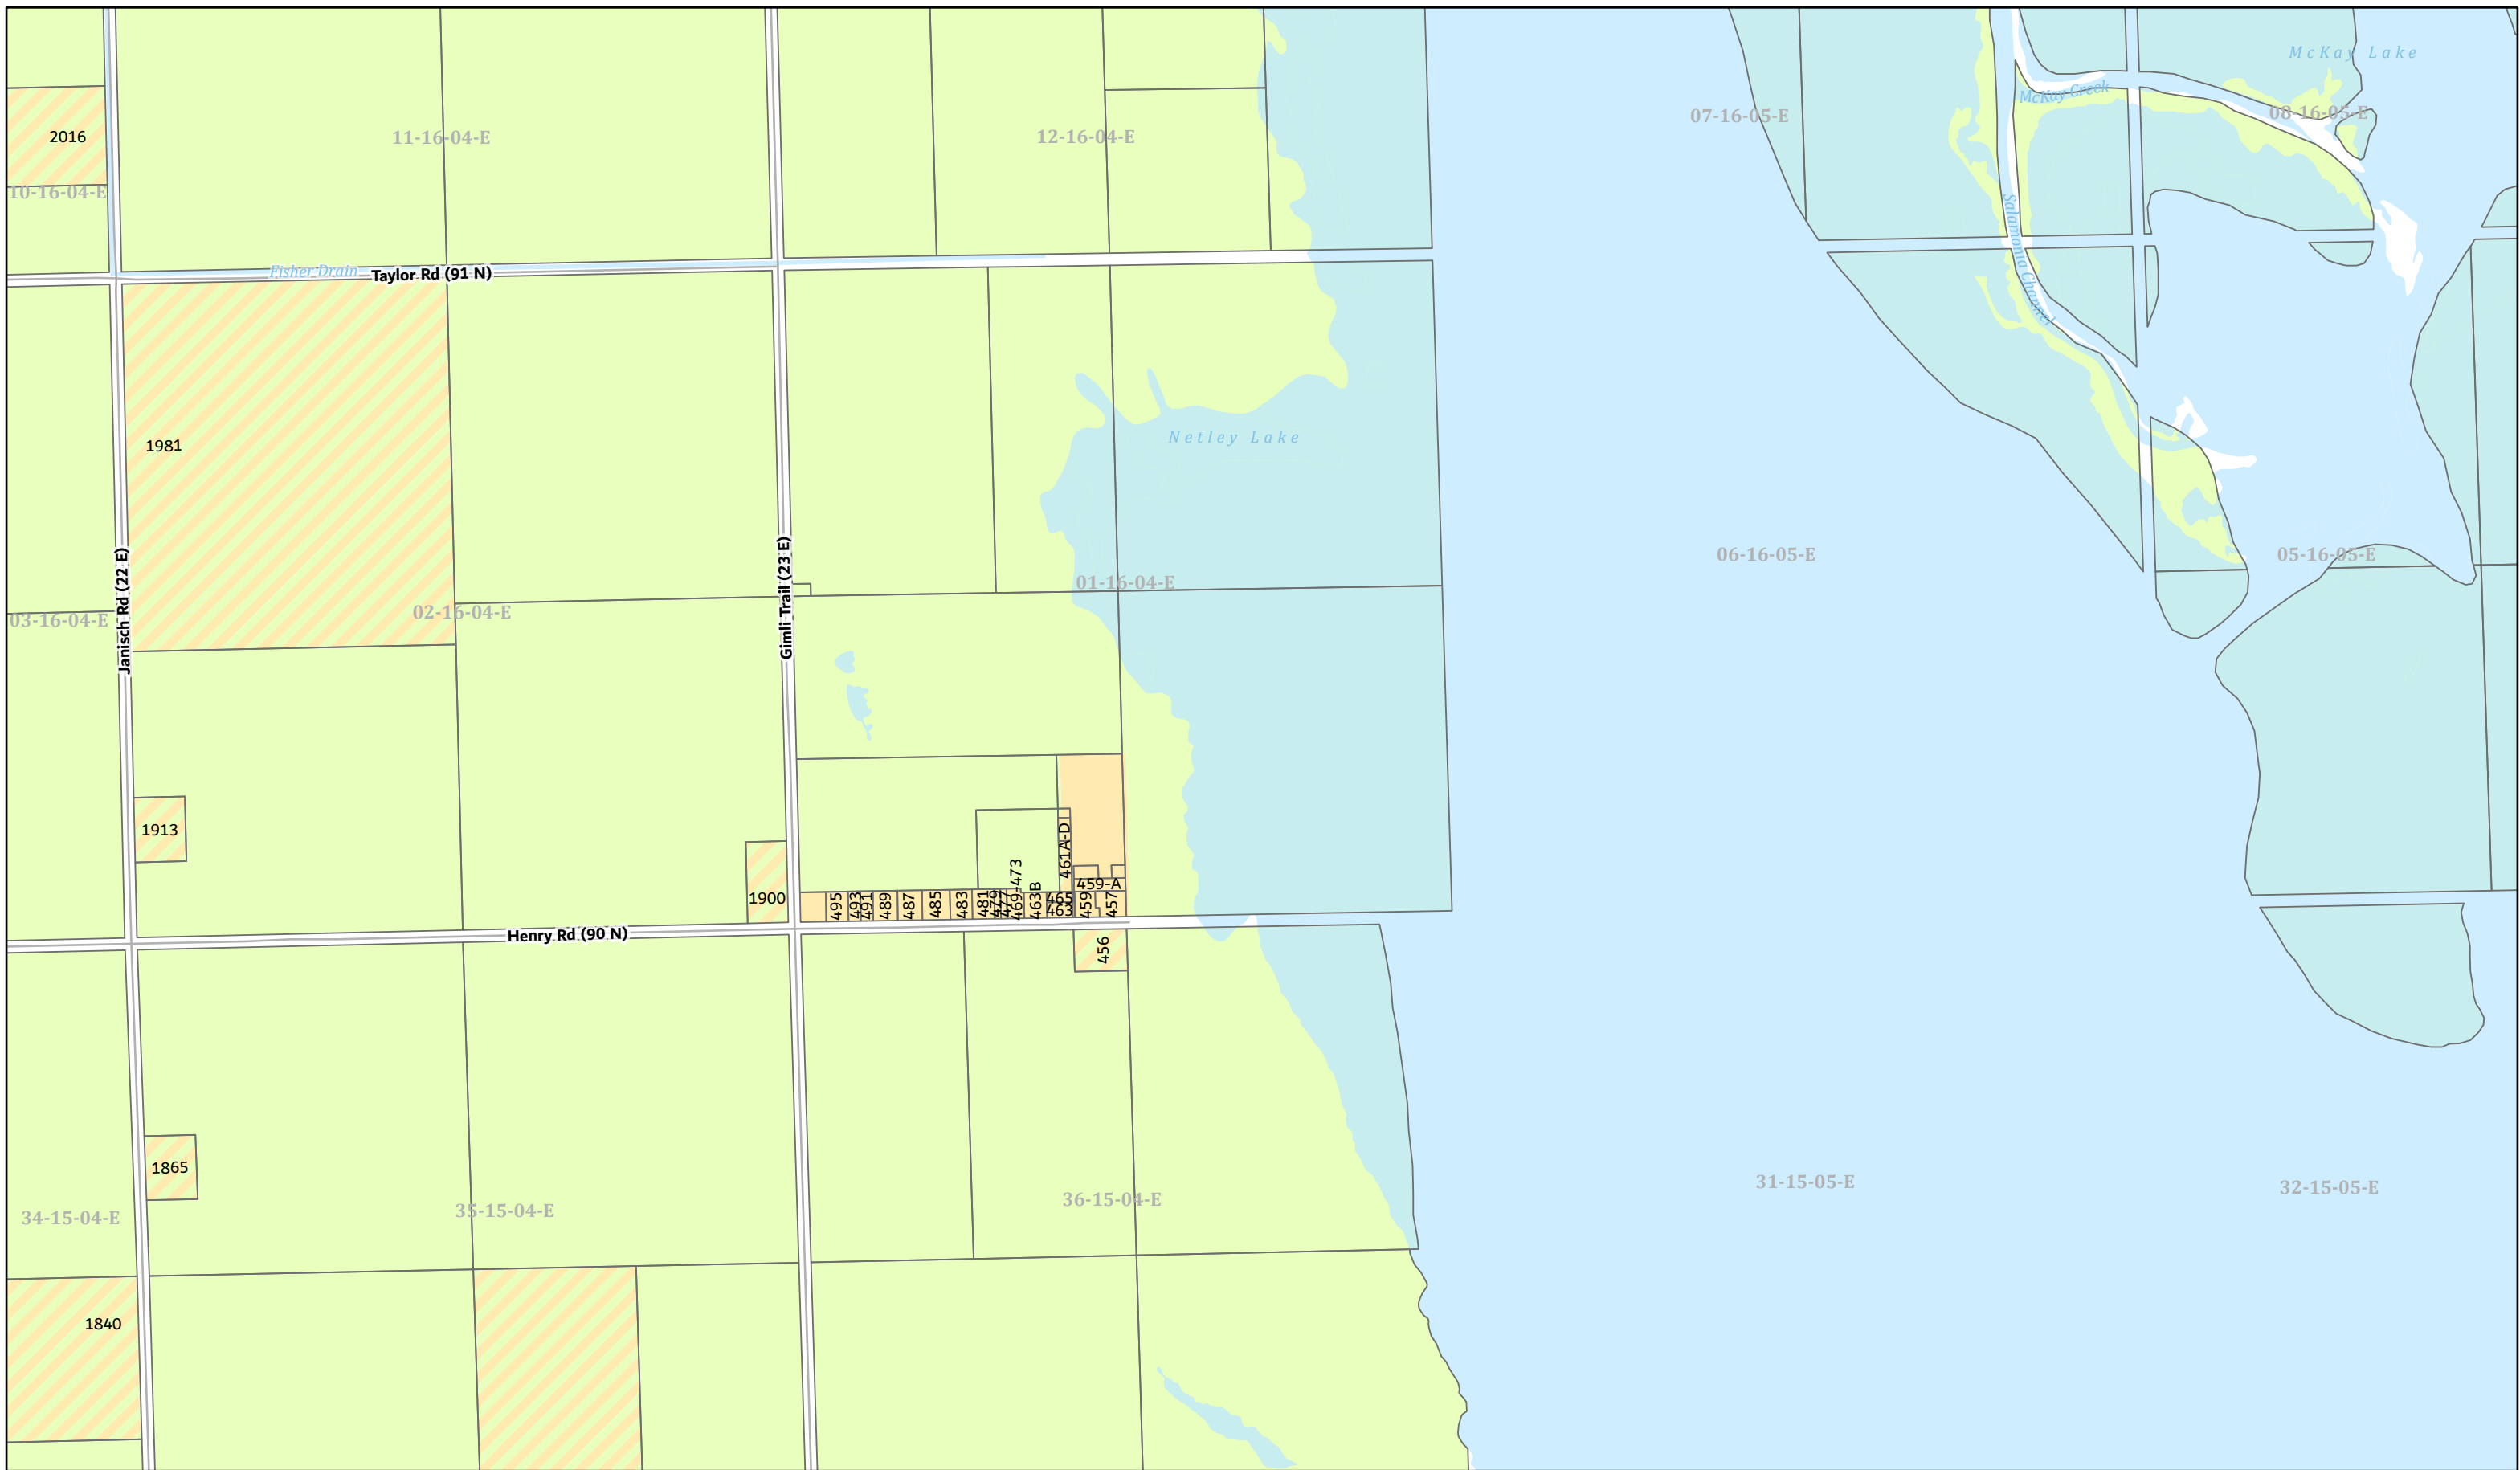 McKay Lake
McKay Creek
2016
11-16-04-E
12-16-04-E
07-16-05-E
08-16-05-E
10-16-04-E
Salamonia Channel
Fisher Drain
Taylor Rd (91 N)
1981
Netley Lake
Janisch Rd (22 E)
Gimli Trail (23 E)
03-16-04-E
02-16-04-E
01-16-04-E
06-16-05-E
05-16-05-E
1913
1900
461A-D
459-A
495
493
491
489
487
485
483
481
479
477
469-473
463B
465
463
459
457
Henry Rd (90 N)
456
1865
34-15-04-E
35-15-04-E
36-15-04-E
31-15-05-E
32-15-05-E
1840